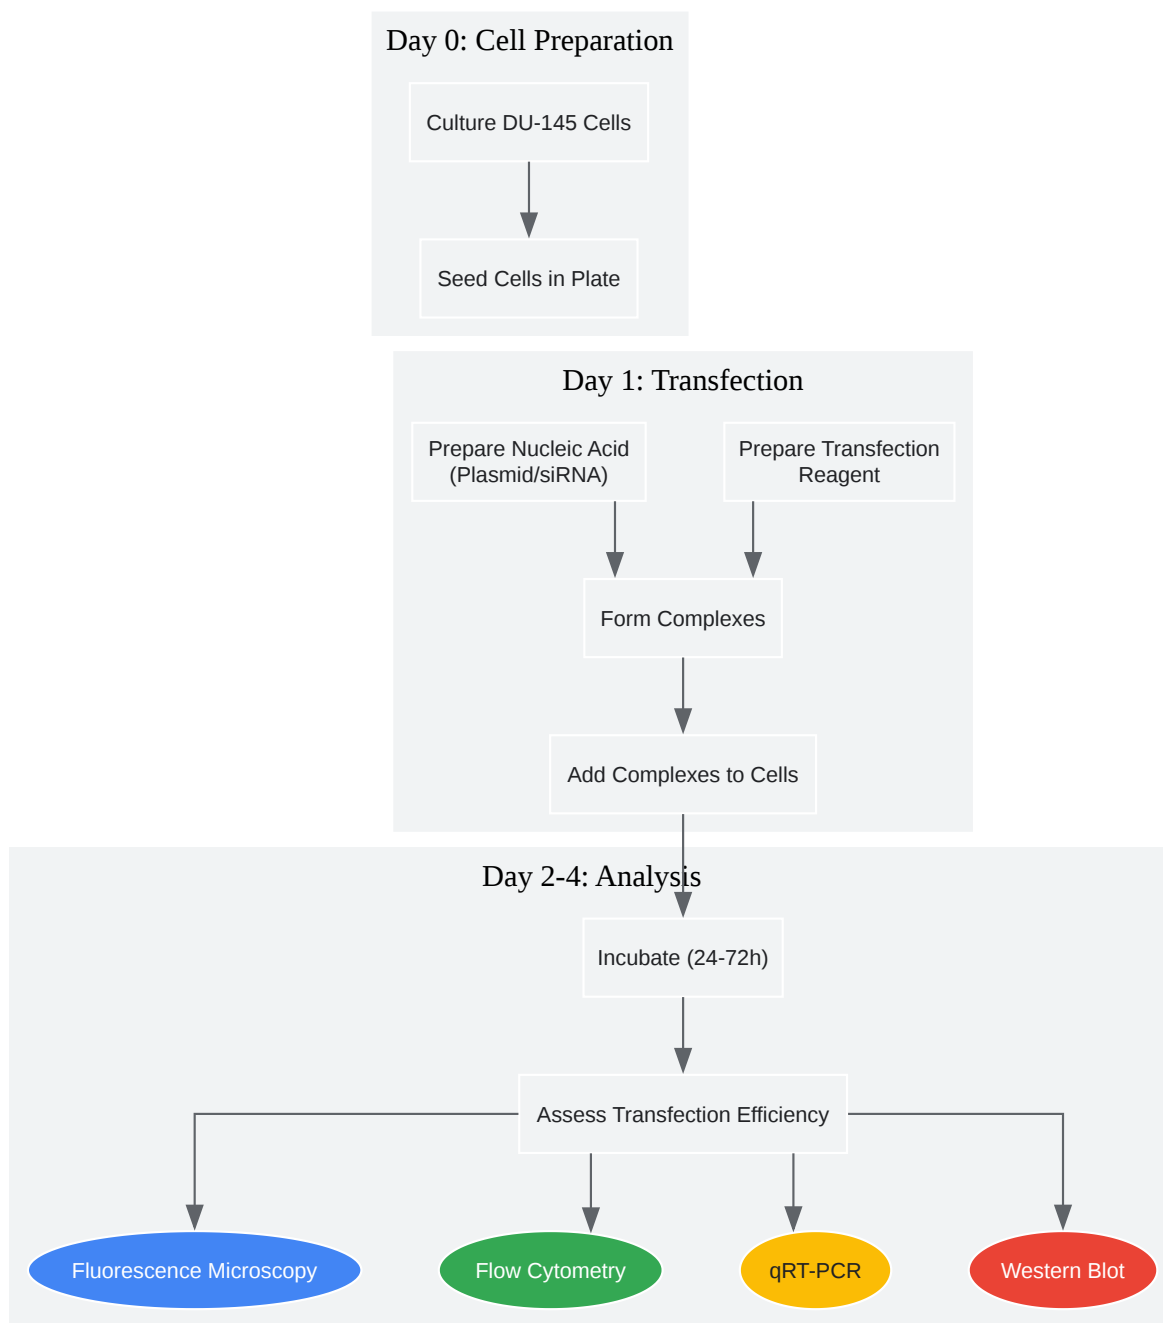 Day 0: Cell Preparation
Culture DU-145 Cells
Seed Cells in Plate
Day 1: Transfection
Prepare Nucleic Acid
(Plasmid/siRNA)
Prepare Transfection
Reagent
Form Complexes
Add Complexes to Cells
Day 2-4: Analysis
Incubate (24-72h)
Assess Transfection Efficiency
Fluorescence Microscopy
Flow Cytometry
qRT-PCR
Western Blot